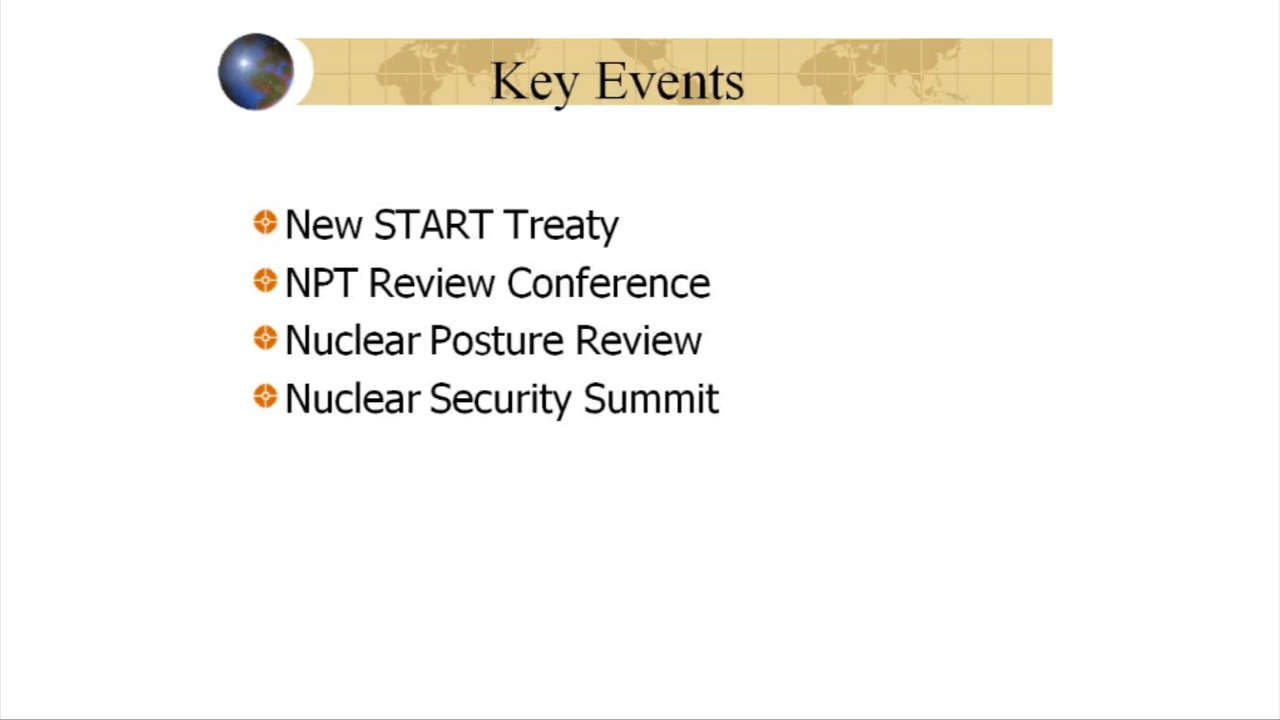 Key Events
New START Treaty
NPT Review Conference
Nuclear Posture Review
Nuclear Security Summit